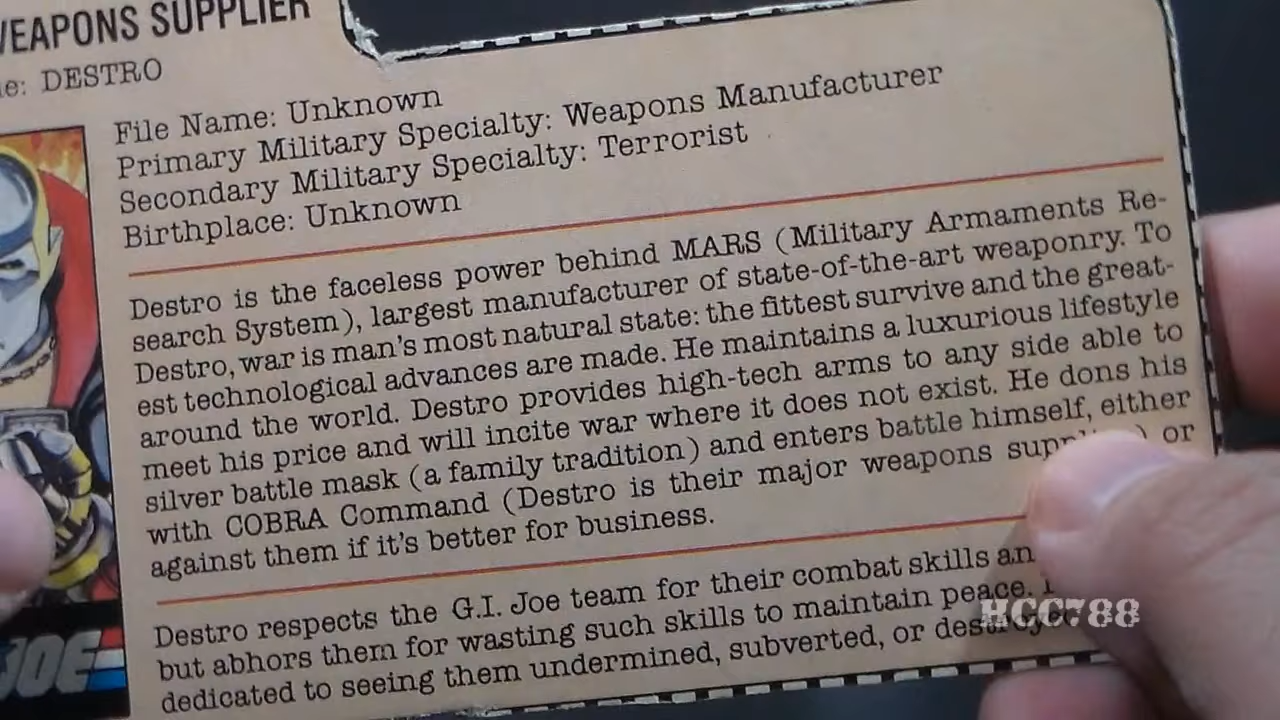 WEAPONS SUPPLIER
DESTRO
File Name: Unknown
Primary Military Specialty: Weapons Manufacturer
Secondary Military Specialty: Terrorist
Birthplace: Unknown
Destro is the faceless power behind MARS (Military Armaments Re-
search System), largest manufacturer of state-of-the-art weaponry. To
Destro, war is man's most natural state: the fittest survive and the great-
est technological advances are made. He maintains a luxurious lifestyle
around the world. Destro provides high-tech arms to any side able to
meet his price and will incite war where it does not exist. He dons his
silver battle mask (a family tradition) and enters battle himself, either
with COBRA Command (Destro is their major weapons or
against them if it's better for business.
Destro respects the G.I. Joe team for their combat skills
but abhors them for wasting such skills to maintain peace.
dedicated to seeing them undermined, subverted, or
JOE
HCC788